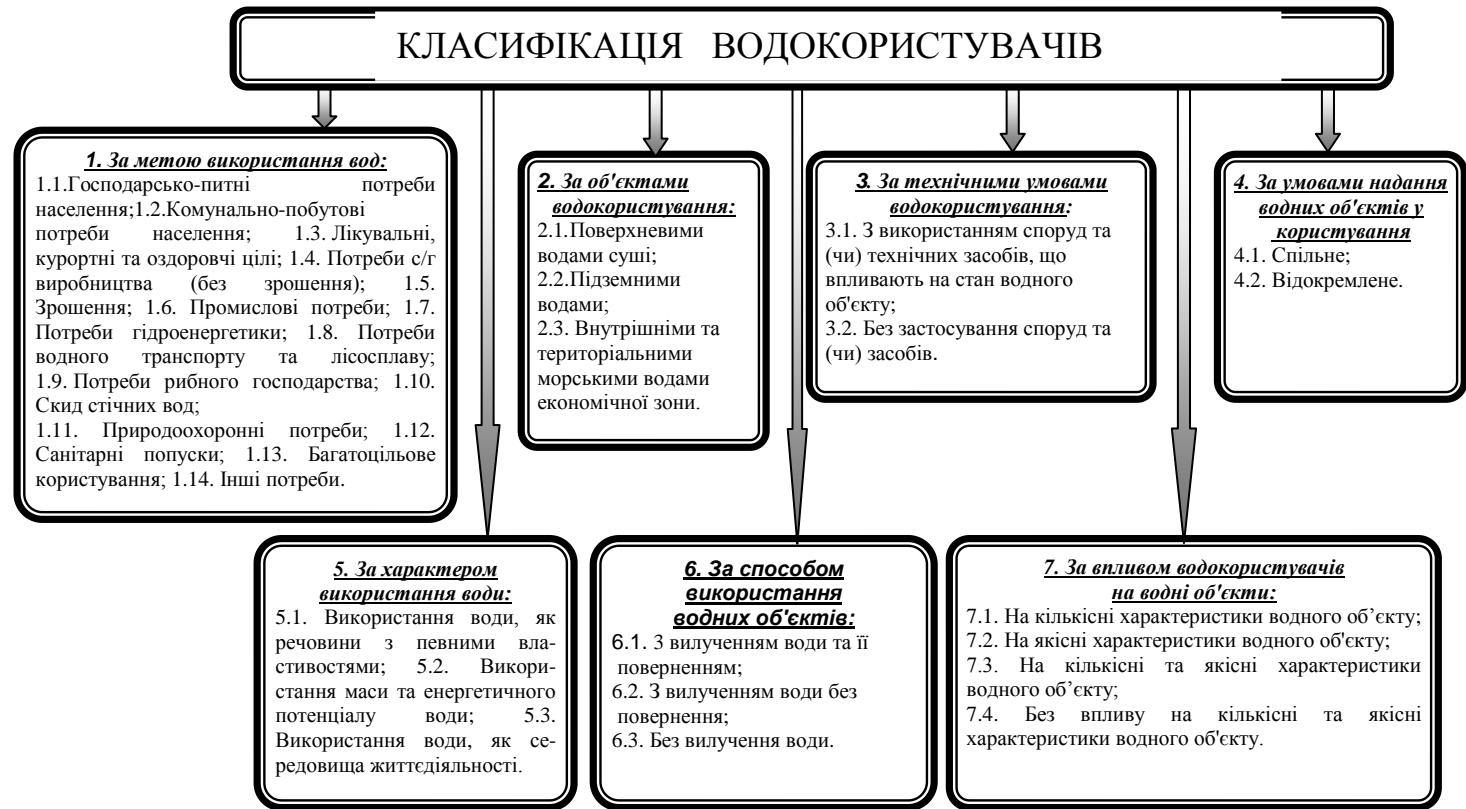 КЛАСИФІКАЦІЯ ВОДОКОРИСТУВАЧІВ
1. За метою використання вод:
1.1.Господарсько-питні потреби
населення;1.2.Комунально-побутові
потреби населення; 1.3. Лікувальні,
курортні та оздоровчі цілі; 1.4. Потреби с/г
виробництва (без зрошення); 1.5.
Зрошення; 1.6. Промислові потреби; 1.7.
Потреби гідроенергетики; 1.8. Потреби
водного транспорту та лісосплаву;
1.9. Потреби рибного господарства; 1.10.
Скид стічних вод;
1.11. Природоохоронні потреби; 1.12.
Санітарні попуски; 1.13. Багатоцільове
користування; 1.14. Інші потреби.
2. За об'єктами
водокористування:
2.1.Поверхневими
водами суші;
2.2.Підземними
водами;
2.3. Внутрішніми та
територіальними
морськими водами
економічної зони.
3. За технічними умовами
водокористування:
3.1. З використанням споруд та
(чи) технічних засобів, що
впливають на стан водного
об'єкту;
3.2. Без застосування споруд та
(чи) засобів.
4. За умовами надання
водних об'єктів у
користування
4.1. Спільне;
4.2. Відокремлене.
5. За характером
використання води:
5.1. Використання води, як
речовини з певними вла-
стивостями; 5.2. Викори-
стання маси та енергетичного
потенціалу води; 5.3.
Використання води, як се-
редовища життєдіяльності.
6. За способом
використання
водних об'єктів:
6.1. З вилученням води та її
поверненням;
6.2. З вилученням води без
повернення;
6.3. Без вилучення води.
7. За впливом водокористувачів
на водні об'єкти:
7.1. На кількісні характеристики водного об’єкту;
7.2. На якісні характеристики водного об'єкту;
7.3. На кількісні та якісні характеристики
водного об’єкту;
7.4. Без впливу на кількісні та якісні
характеристики водного об'єкту.